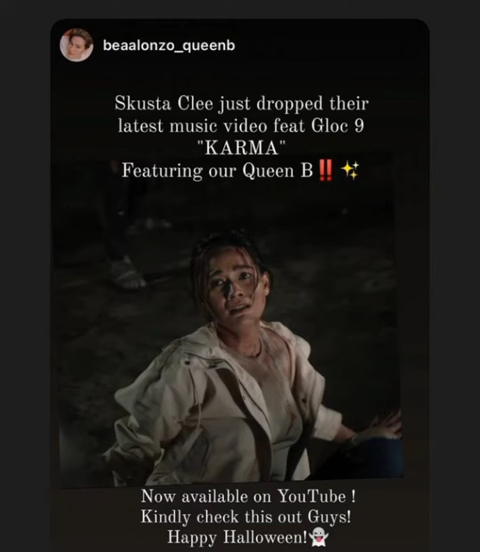 beaalonzo_queenb
Skusta Clee just dropped their
latest music video feat Gloc 9
"KARMA"
Featuring our Queen B‼️✨
Now available on YouTube !
Kindly check this out Guys!
Happy Halloween!👻